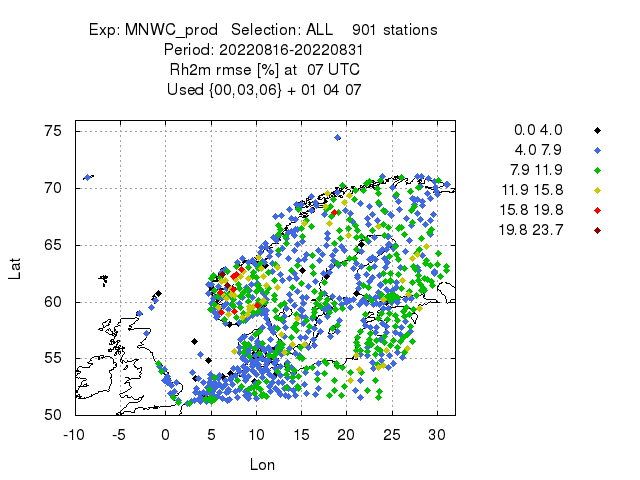 Exp: MNWC_prod   Selection: ALL    901 stations
Period: 20220816-20220831
Rh2m rmse [%] at  07 UTC
Used {00,03,06} + 01 04 07
0.0 4.0
4.0 7.9
7.9 11.9
11.9 15.8
15.8 19.8
19.8 23.7
Lat
75
70
65
60
55
50
-10 -5 0 5 10 15 20 25 30
Lon